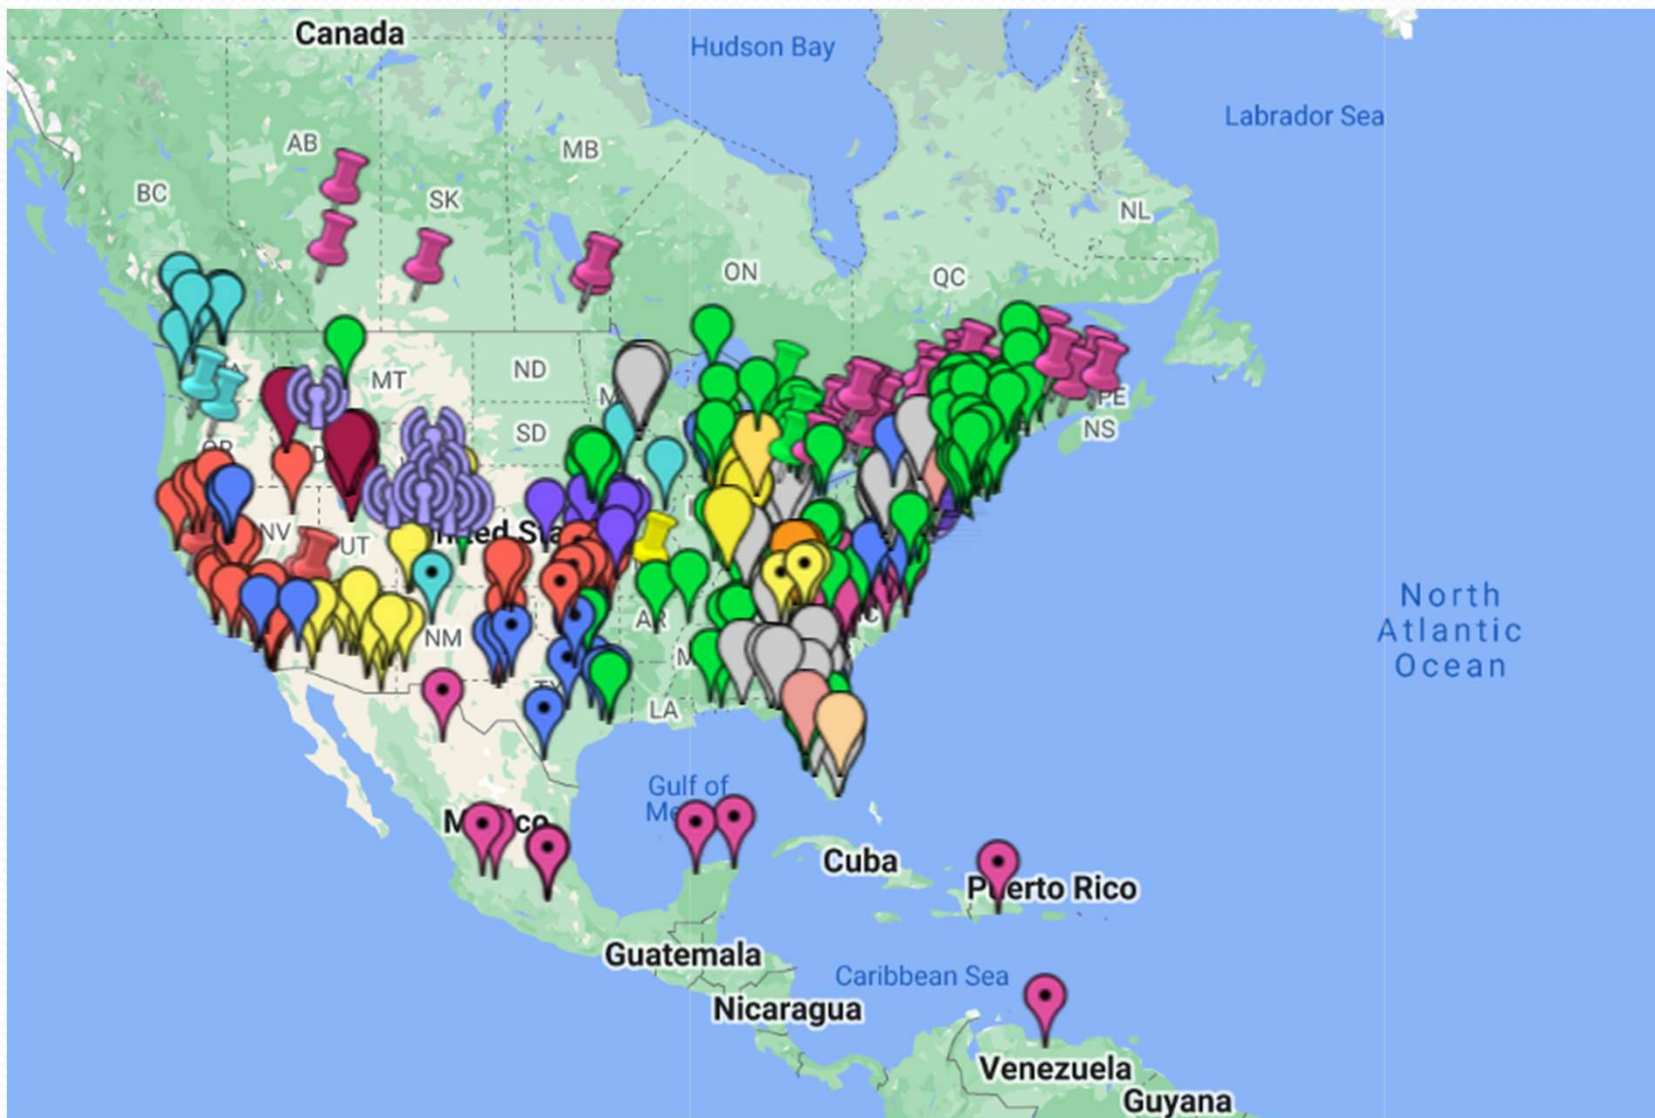 Canada
Hudson Bay
Labrador Sea
AB
MB
BC
SK
NL
ON
QC
ND
MT
PE
NS
SD
NV
UT
NM
AR
LA
Gulf of
Cuba
Rico
Guatemala
Caribbean Sea
Nicaragua
Venezuela
Guyana
North
Atlantic
Ocean